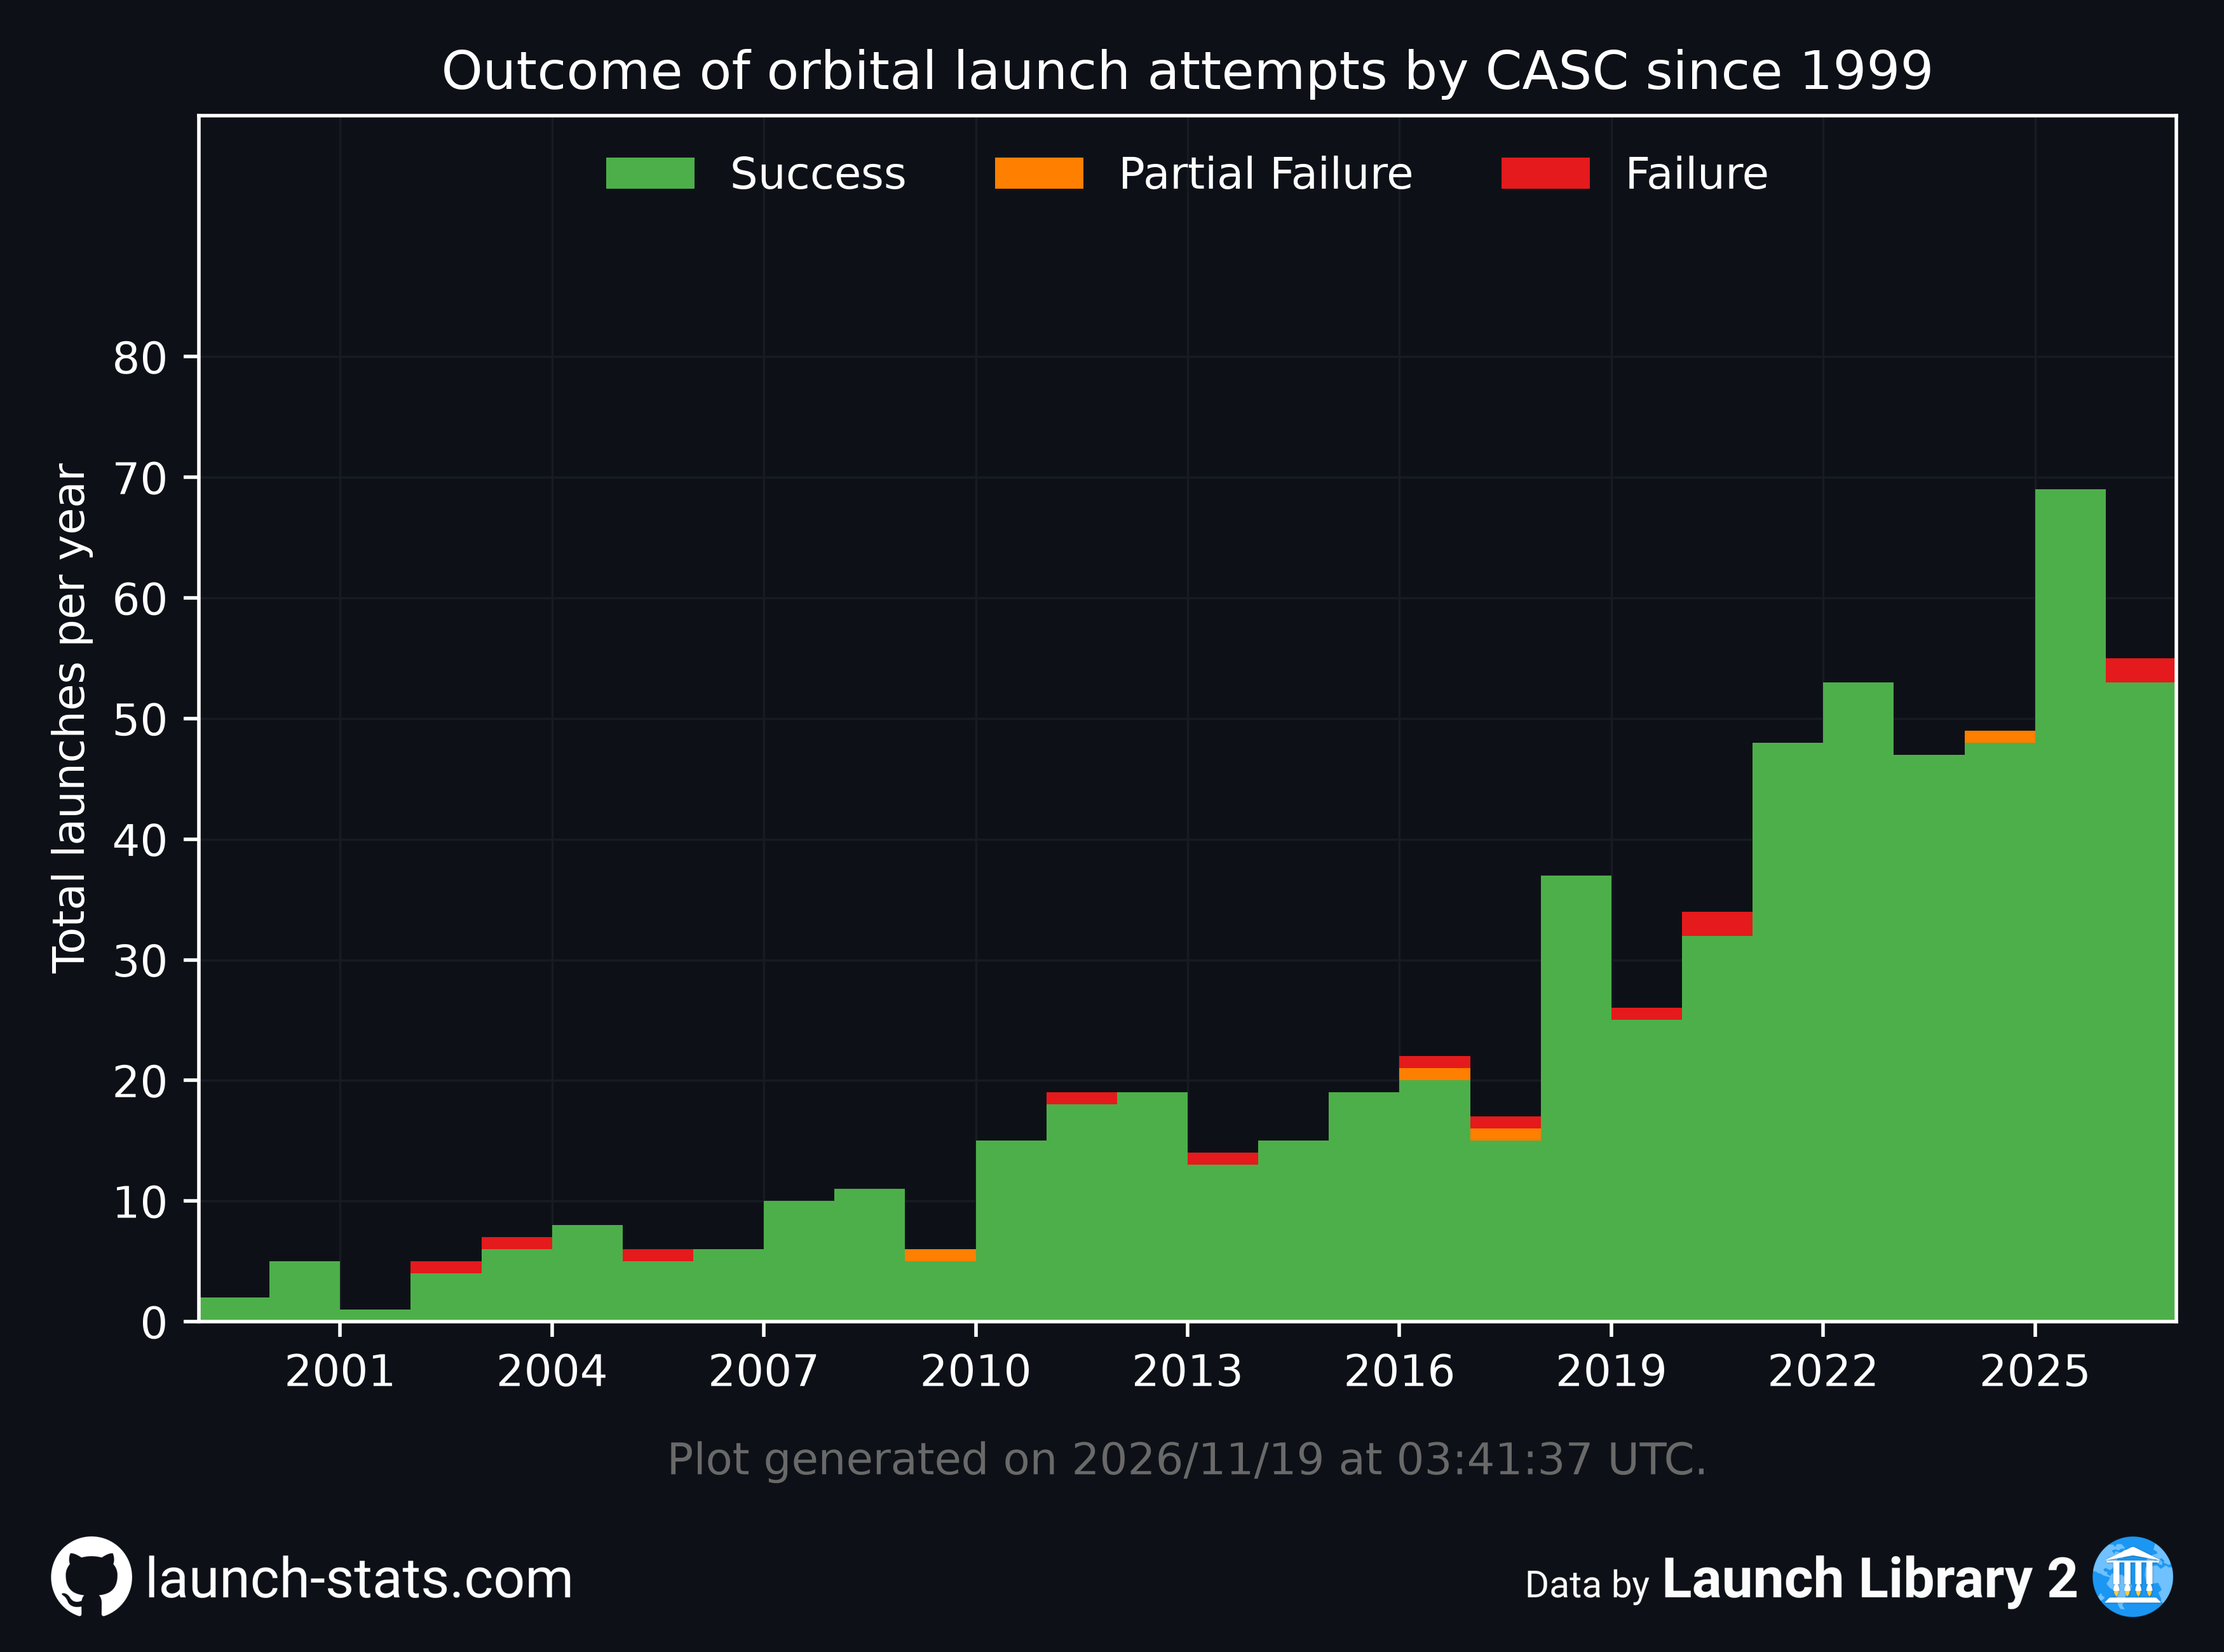 Outcome of orbital launch attempts by CASC since 1999
Success
Partial Failure
Failure
Total launches per year
80
70
60
50
40
30
20
10
0
2001
2004
2007
2010
2013
2016
2019
2022
2025
Plot generated on 2026/11/19 at 03:41:37 UTC.
launch-stats.com
Data by Launch Library 2